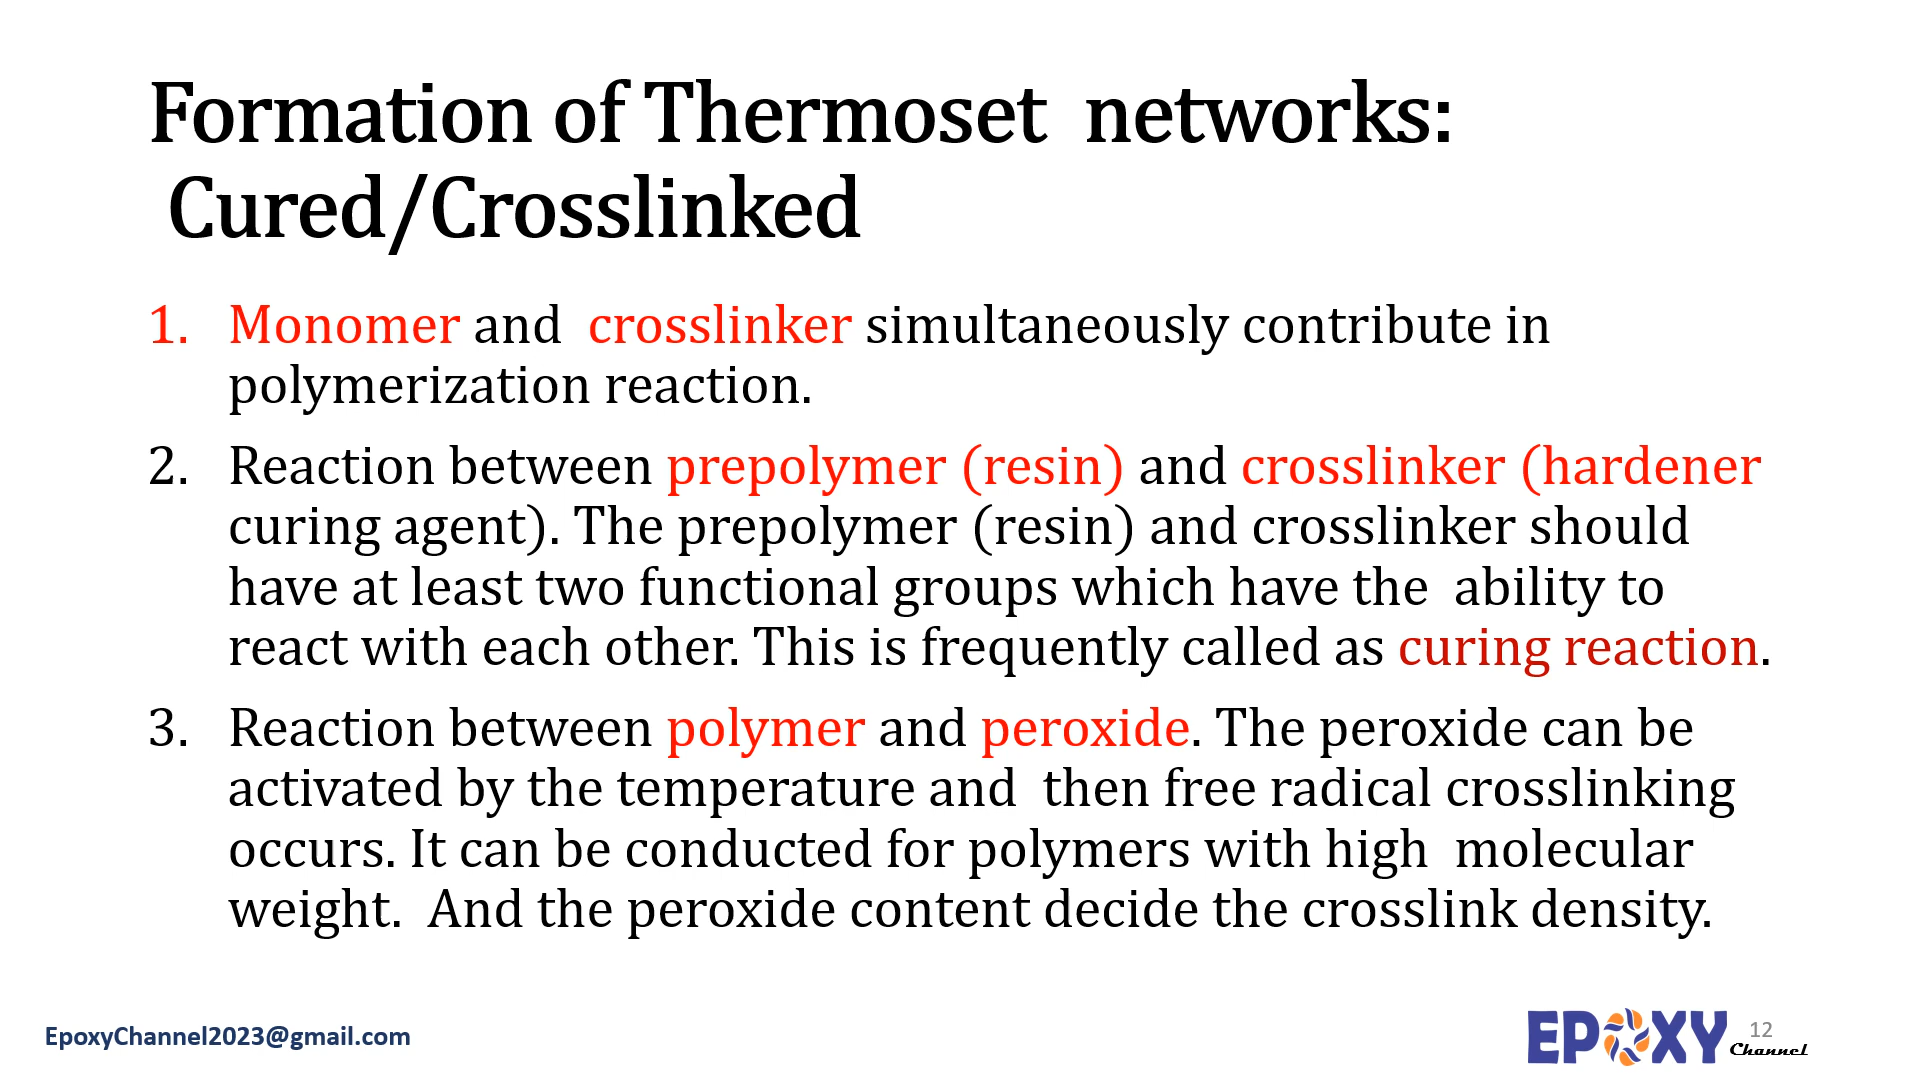 Formation of Thermoset networks:
Cured/Crosslinked
1. Monomer and crosslinker simultaneously contribute in
polymerization reaction.
2. Reaction between prepolymer (resin) and crosslinker (hardener
curing agent). The prepolymer (resin) and crosslinker should
have at least two functional groups which have the ability to
react with each other. This is frequently called as curing reaction.
3. Reaction between polymer and peroxide. The peroxide can be
activated by the temperature and then free radical crosslinking
occurs. It can be conducted for polymers with high molecular
weight. And the peroxide content decide the crosslink density.
EpoxyChannel2023@gmail.com
EPOXY
Channel
12